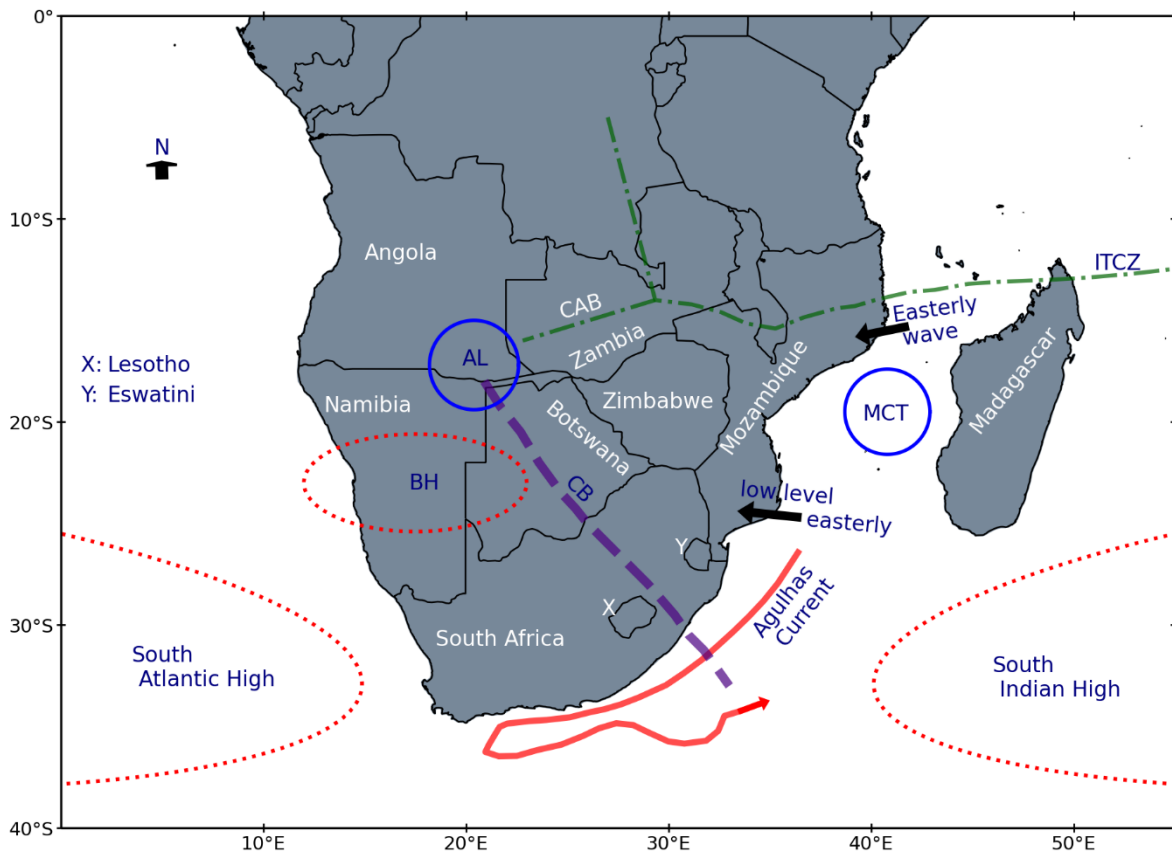 0°
10°S
20°S
30°S
40°S
10°E
20°E
30°E
40°E
50°E
N
X: Lesotho
Y: Eswatini
Angola
CAB
Zambia
AL
Namibia
BH
Botswana
Zimbabwe
Mozambique
CB
ITCZ
Easterly
wave
MCT
Madagascar
low level
easterly
Y
X
South Africa
Agulhas
Current
South
Atlantic High
South
Indian High